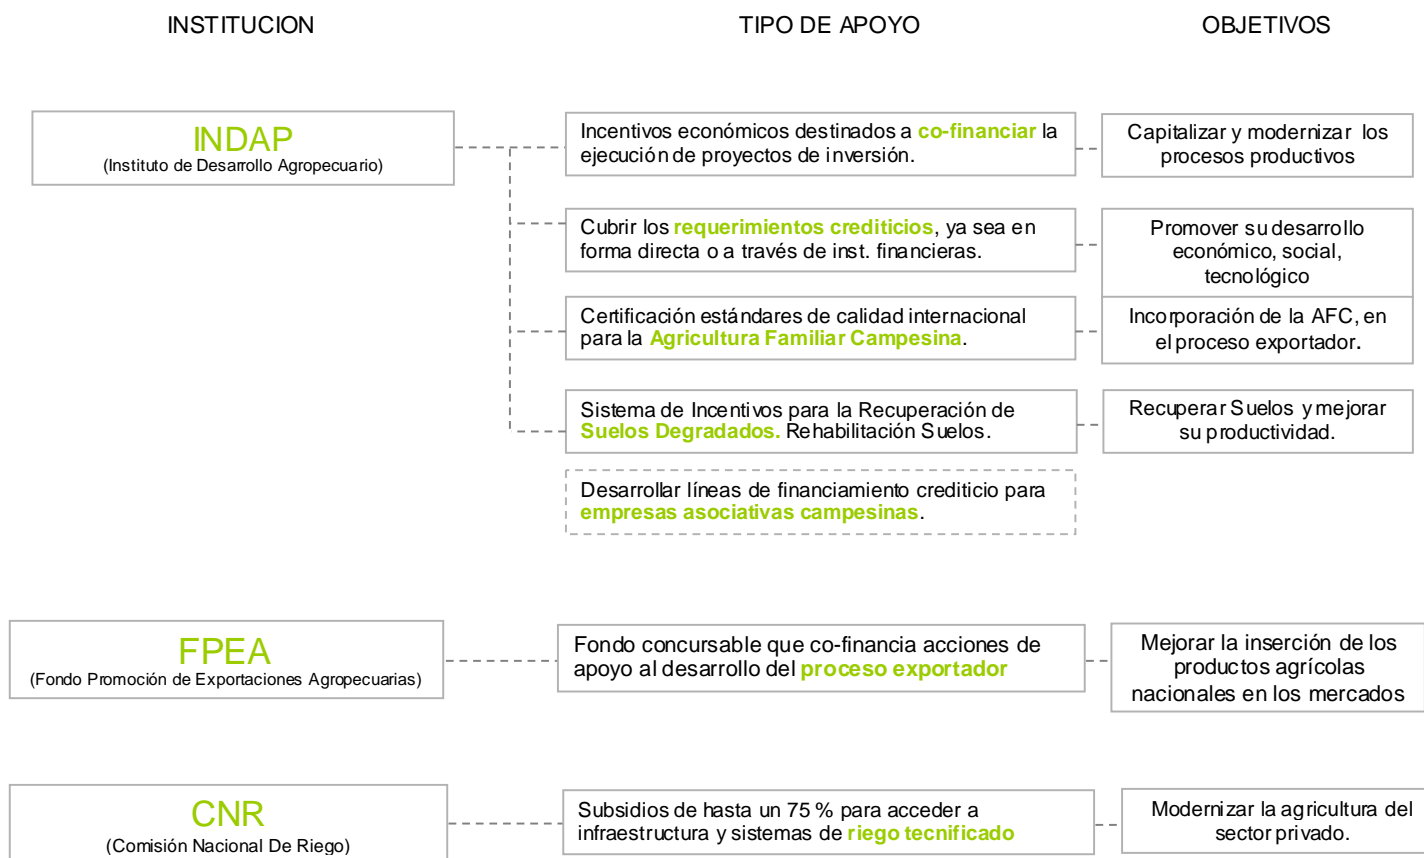 INSTITUCION
TIPO DE APOYO
OBJETIVOS
INDAP
(Instituto de Desarrollo Agropecuario)
Incentivos económicos destinados a co-financiar la
ejecución de proyectos de inversión.
Capitalizar y modernizar los
procesos productivos
Cubrir los requerimientos crediticios, ya sea en
forma directa o a través de inst. financieras.
Promover su desarrollo
económico, social,
tecnológico
Certificación estándares de calidad internacional
para la Agricultura Familiar Campesina.
Incorporación de la AFC, en
el proceso exportador.
Sistema de Incentivos para la Recuperación de
Suelos Degradados. Rehabilitación Suelos.
Recuperar Suelos y mejorar
su productividad.
Desarrollar líneas de financiamiento crediticio para
empresas asociativas campesinas.
FPEA
(Fondo Promoción de Exportaciones Agropecuarias)
Fondo concursable que co-financia acciones de
apoyo al desarrollo del proceso exportador
Mejorar la inserción de los
productos agrícolas
nacionales en los mercados
CNR
(Comisión Nacional De Riego)
Subsidios de hasta un 75 % para acceder a
infraestructura y sistemas de riego tecnificado
Modernizar la agricultura del
sector privado.